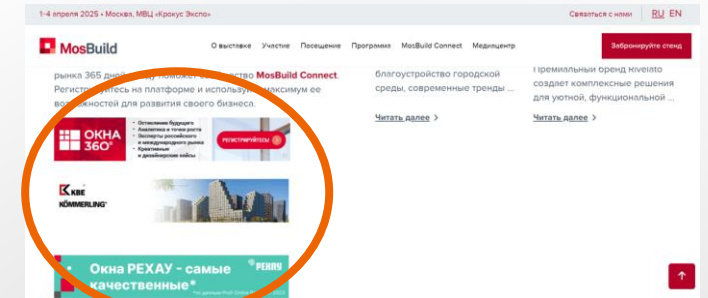 1-4 апреля 2025 • Москва, МВЦ «Крокус Экспо»
Связаться с нами RU EN
MosBuild
О выставке Участие Посещение Программа MosBuild Connect Медиацентр
Забронируйте стенд
рынка 365 дней поможет сообщество MosBuild Connect.
Регистрируйтесь на платформе и используйте максимум ее
возможностей для развития своего бизнеса.
благоустройство городской
среды, современные тренды ...
Читать далее >
Премиальный бренд Rivelato
создает комплексные решения
для уютной, функциональной ...
Читать далее >
ОКНА
360°
• Остекление будущего
• Аналитика и точки роста
• Эксперты российского
и международного рынка
• Креативные
и дизайнерские кейсы
РЕГИСТРИРУЙТЕСЬ
KBE
KÖMMERLING®
Окна РЕХАУ - самые
качественные*
РЕХАУ